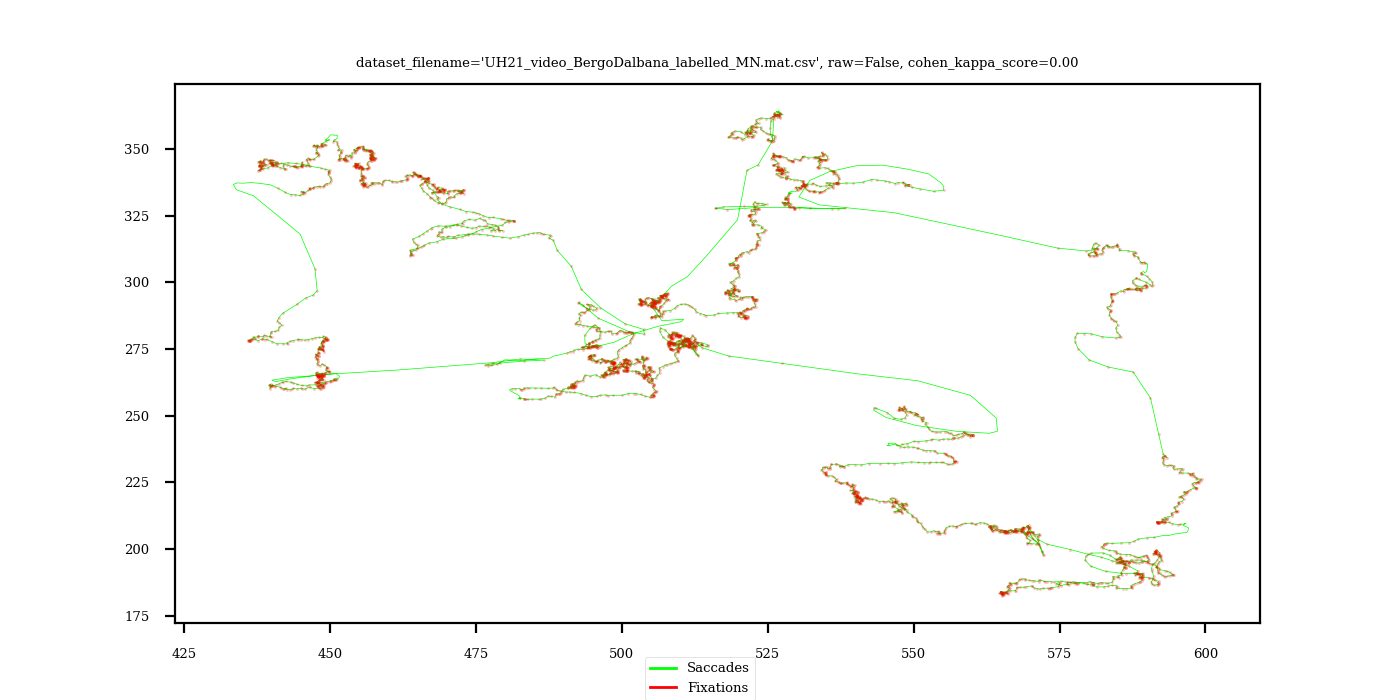 dataset_filename='UH21_video_BergoDalbana_labelled_MN.mat.csv', raw=False, cohen_kappa_score=0.00
350
325
300
275
250
225
200
175
425 450 475 500 525 550 575 600
Saccades
Fixations